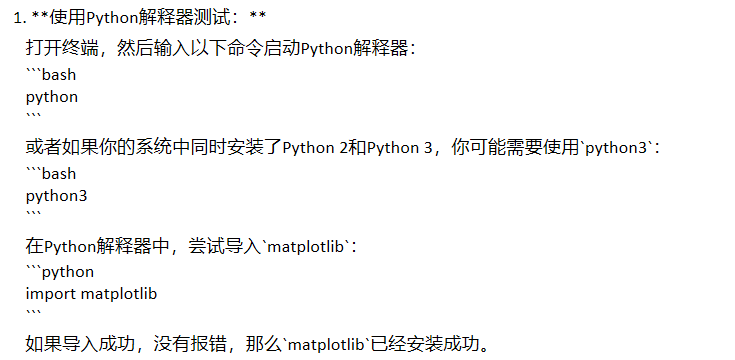 1. **使用Python解释器测试：**
打开终端，然后输入以下命令启动Python解释器：
```bash
python
```
或者如果你的系统中同时安装了Python 2和Python 3，你可能需要使用`python3`：
```bash
python3
```
在Python解释器中，尝试导入`matplotlib`：
```python
import matplotlib
```
如果导入成功，没有报错，那么`matplotlib`已经安装成功。